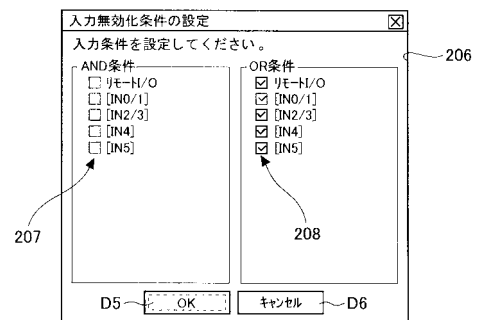 入力無効化条件の設定
入力条件を設定してください。
206
AND条件
リモートI/O
[IN0/1]
[IN2/3]
[IN4]
[IN5]
OR条件
リモートI/O
[IN0/1]
[IN2/3]
[IN4]
[IN5]
207
208
D5
OK
キャンセル
D6